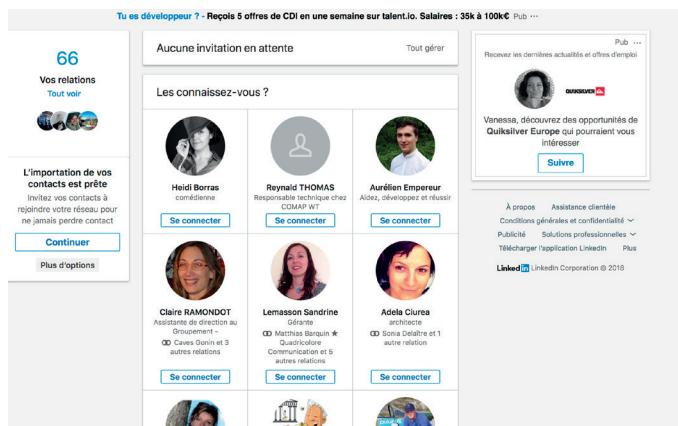 Tu es développeur ? - Reçois 5 offres de CDI en une semaine sur talent.io. Salaires : 35k à 100k€ Pub ···
66
Vos relations
Tout voir
L'importation de vos
contacts est prête
Invitez vos contacts à
rejoindre votre réseau pour
ne jamais perdre contact
Continuer
Plus d'options
Aucune invitation en attente
Tout gérer
Les connaissez-vous ?
Heidi Borras
comédienne
Se connecter
Reynald THOMAS
Responsable technique chez
COMAP WT
Se connecter
Aurélien Empereur
Aidez, développez et réussir
Se connecter
Claire RAMONDOT
Assistante de direction au
Groupement -
Caves Gonin et 3
autres relations
Se connecter
Lemasson Sandrine
Gérante
Matthias Barquin ★
Quadricolore
Communication et 5
autres relations
Se connecter
Adela Ciurea
architecte
Sonia Delaître et 1
autre relation
Se connecter
Pub ···
Recevez les dernières actualités et offres d'emploi
QUIKSILVER
Vanessa, découvrez des opportunités de
Quiksilver Europe qui pourraient vous
intéresser
Suivre
À propos Assistance clientèle
Conditions générales et confidentialité
Publicité Solutions professionnelles
Télécharger l'application LinkedIn Plus
Linked in LinkedIn Corporation © 2018